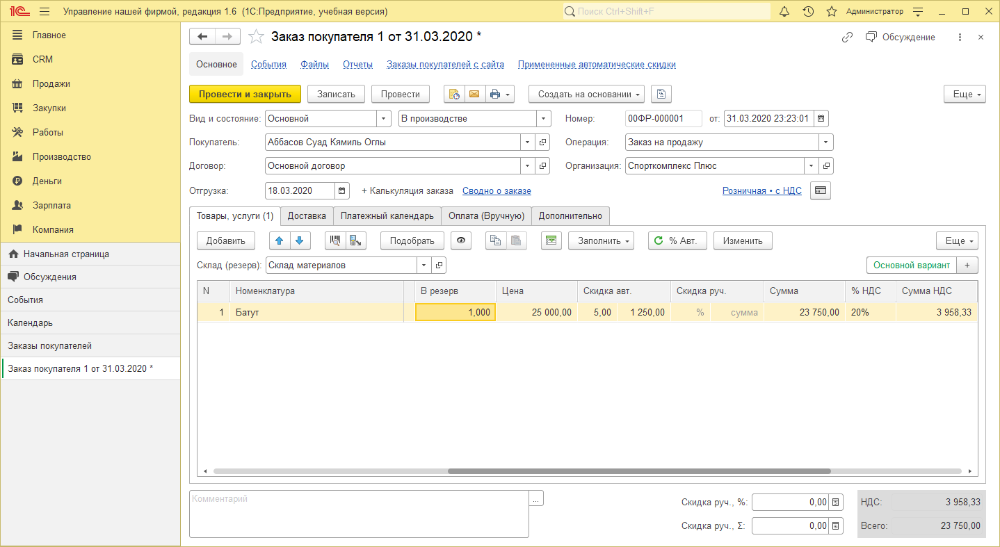 1С Управление нашей фирмой, редакция 1.6 (1С:Предприятие, учебная версия) Поиск Ctrl+Shift+F Администратор
Главное
CRM
Продажи
Закупки
Работы
Производство
Деньги
Зарплата
Компания
Начальная страница
Обсуждения
События
Календарь
Заказы покупателей
Заказ покупателя 1 от 31.03.2020 *
Заказ покупателя 1 от 31.03.2020 * Обсуждение
Основное События Файлы Отчеты Заказы покупателей с сайта Примененные автоматические скидки
Провести и закрыть Записать Провести Создать на основании Еще
Вид и состояние: Основной В производстве Номер: 00ФР-000001 от: 31.03.2020 23:23:01
Покупатель: Аббасов Суад Кямиль Оглы Операция: Заказ на продажу
Договор: Основной договор Организация: Спорткомплекс Плюс
Отгрузка: 18.03.2020 + Калькуляция заказа Сводно о заказе Розничная • с НДС
Товары, услуги (1) Доставка Платежный календарь Оплата (Вручную) Дополнительно
Добавить Подобрать Заполнить % Авт. Изменить Еще
Склад (резерв): Склад материалов Основной вариант +
N Номенклатура В резерв Цена Скидка авт. Скидка руч. Сумма % НДС Сумма НДС
1 Батут 1,000 25 000,00 5,00 1 250,00 % сумма 23 750,00 20% 3 958,33
Комментарий ...
Скидка руч., %: 0,00 НДС: 3 958,33
Скидка руч., Σ: 0,00 Всего: 23 750,00